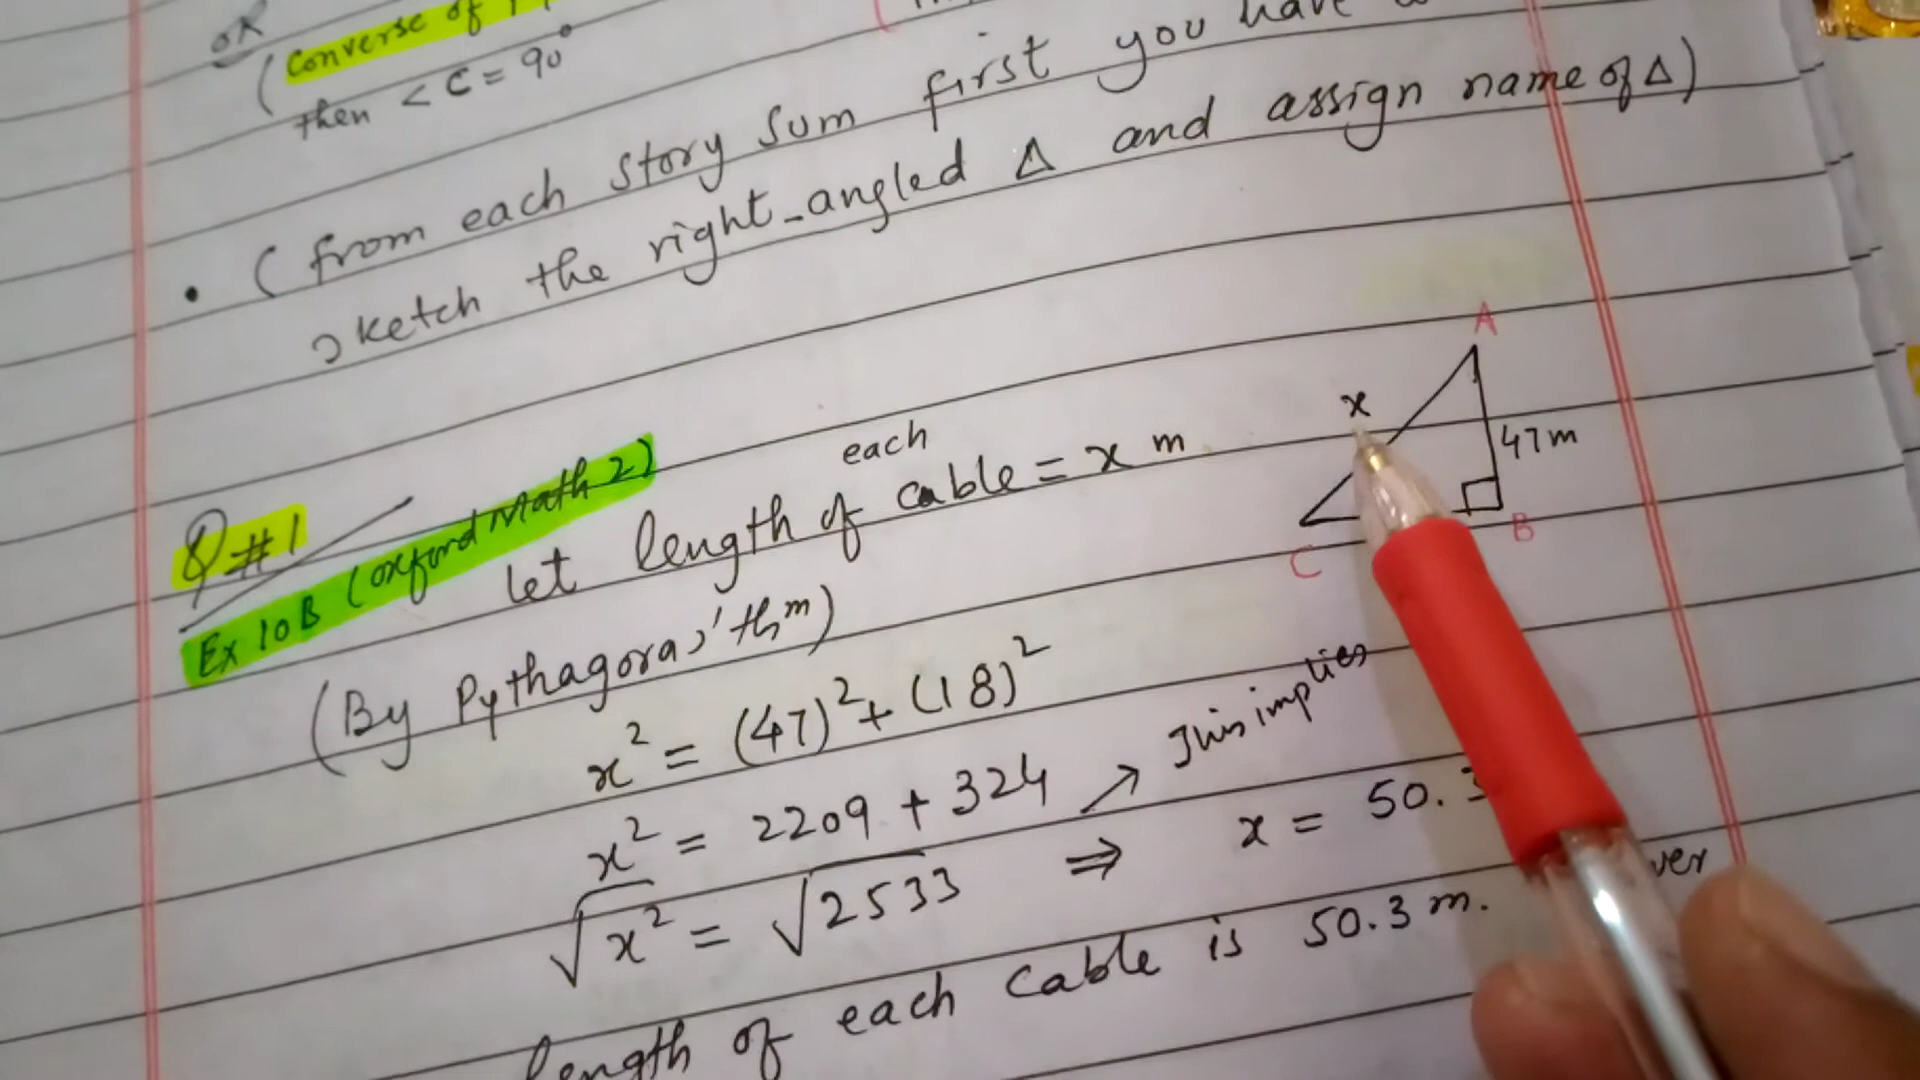 OR
(Converse of
then < C = 90°
• (from each story sum first you have
sketch the right-angled Δ and assign name of Δ)
Q#1
Ex 10B (Oxford Math 2)
let length of each cable = x m
A
x
47m
B
C
(By Pythagoras' thm)
x² = (47)² + (18)²
x² = 2209 + 324
This implies
√x² = √2533 ⇒ x = 50.3
length of each cable is 50.3 m.